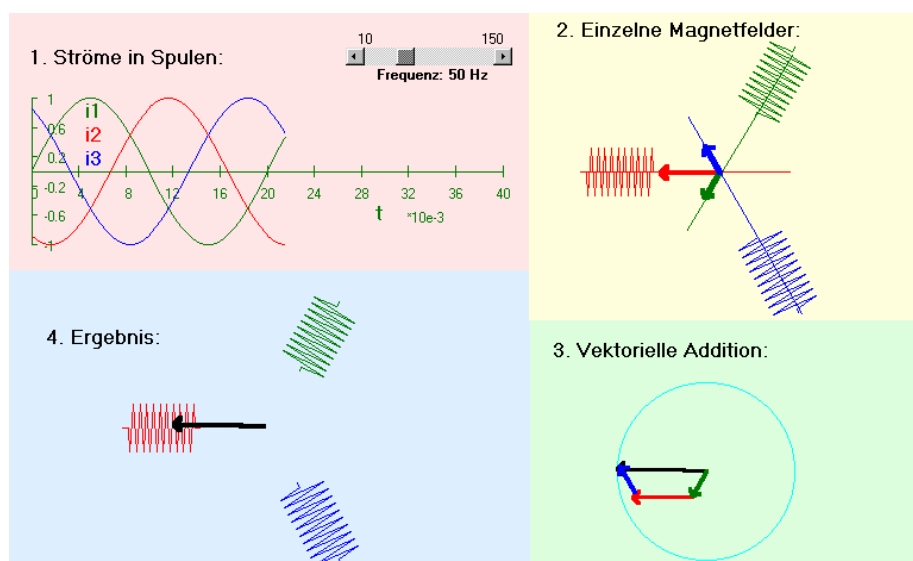 1. Ströme in Spulen:
10 150
Frequenz: 50 Hz
1
0.6
0.2
-0.2
-0.6
-1
i1
i2
i3
0 4 8 12 16 20 24 28 32 36 40
t *10e-3
2. Einzelne Magnetfelder:
4. Ergebnis:
3. Vektorielle Addition: